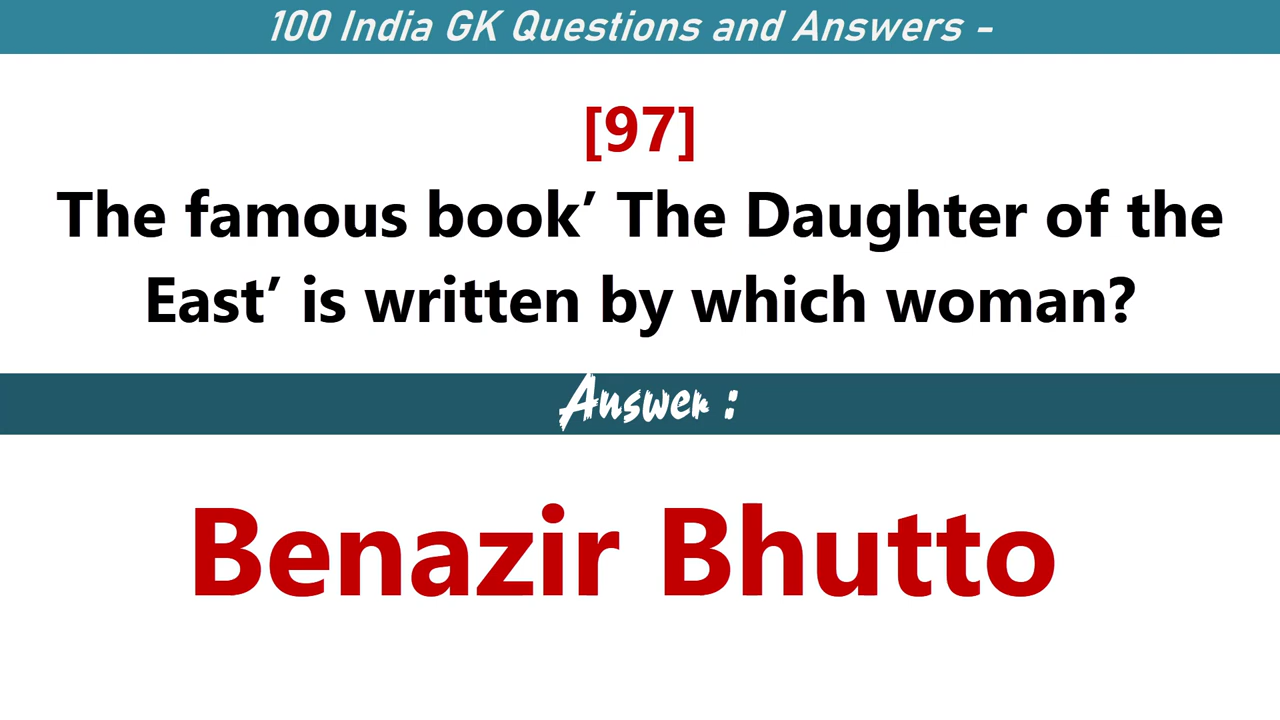 100 India GK Questions and Answers -
[97]
The famous book’ The Daughter of the
East’ is written by which woman?
Answer :
Benazir Bhutto